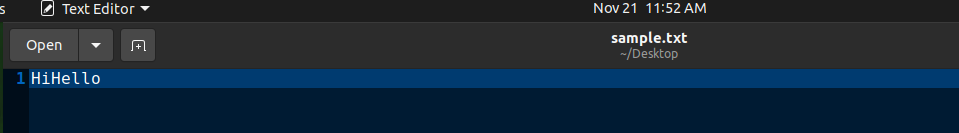 s Text Editor Nov 21 11:52 AM
Open sample.txt
~/Desktop
1 HiHello